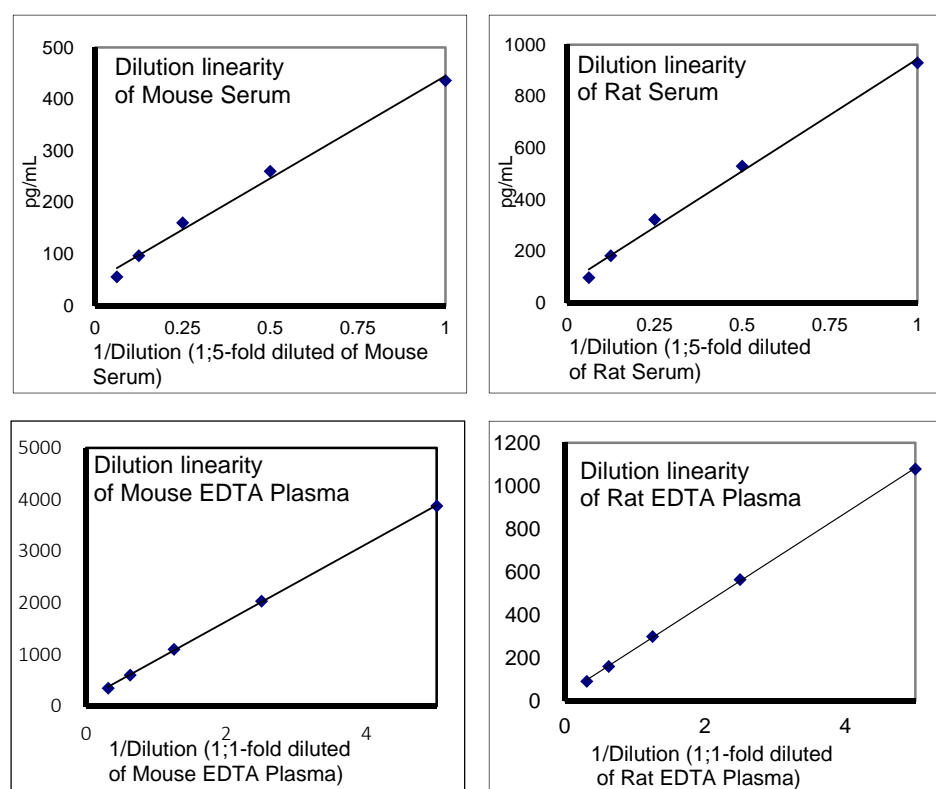 Dilution linearity
of Mouse Serum
500
400
300
200
100
0
pg/mL
0 0.25 0.5 0.75 1
1/Dilution (1;5-fold diluted of Mouse
Serum)
Dilution linearity
of Rat Serum
1000
800
600
400
200
0
pg/mL
0 0.25 0.5 0.75 1
1/Dilution (1;5-fold diluted
of Rat Serum)
Dilution linearity
of Mouse EDTA Plasma
5000
4000
3000
2000
1000
0
0 2 4
1/Dilution (1;1-fold diluted
of Mouse EDTA Plasma)
Dilution linearity
of Rat EDTA Plasma
1200
1000
800
600
400
200
0
0 2 4
1/Dilution (1;1-fold diluted
of Rat EDTA Plasma)